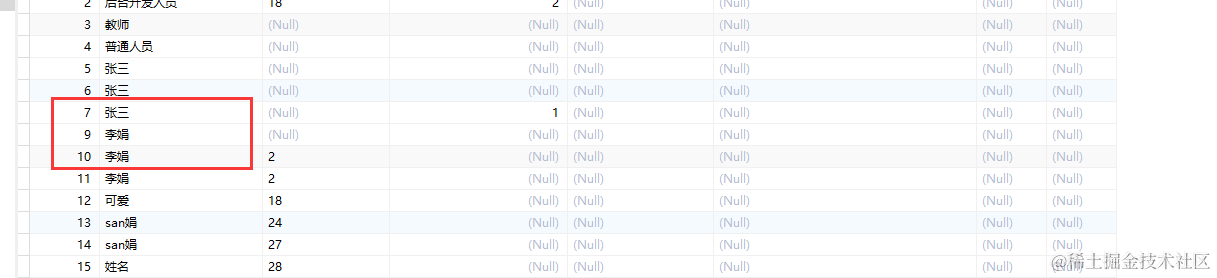 2 后台开发人员 18 2 (Null) (Null) (Null) (Null)
3 教师 (Null) (Null) (Null) (Null) (Null) (Null)
4 普通人员 (Null) (Null) (Null) (Null) (Null) (Null)
5 张三 (Null) (Null) (Null) (Null) (Null) (Null)
6 张三 (Null) (Null) (Null) (Null) (Null) (Null)
7 张三 (Null) 1 (Null) (Null) (Null) (Null)
9 李娟 (Null) (Null) (Null) (Null) (Null) (Null)
10 李娟 2 (Null) (Null) (Null) (Null) (Null)
11 李娟 2 (Null) (Null) (Null) (Null) (Null)
12 可爱 18 (Null) (Null) (Null) (Null) (Null)
13 san娟 24 (Null) (Null) (Null) (Null) (Null)
14 san娟 27 (Null) (Null) (Null) (Null) (Null)
15 姓名 28 (Null) (Null) (Null) (Null) (Null)
@稀土掘金技术社区